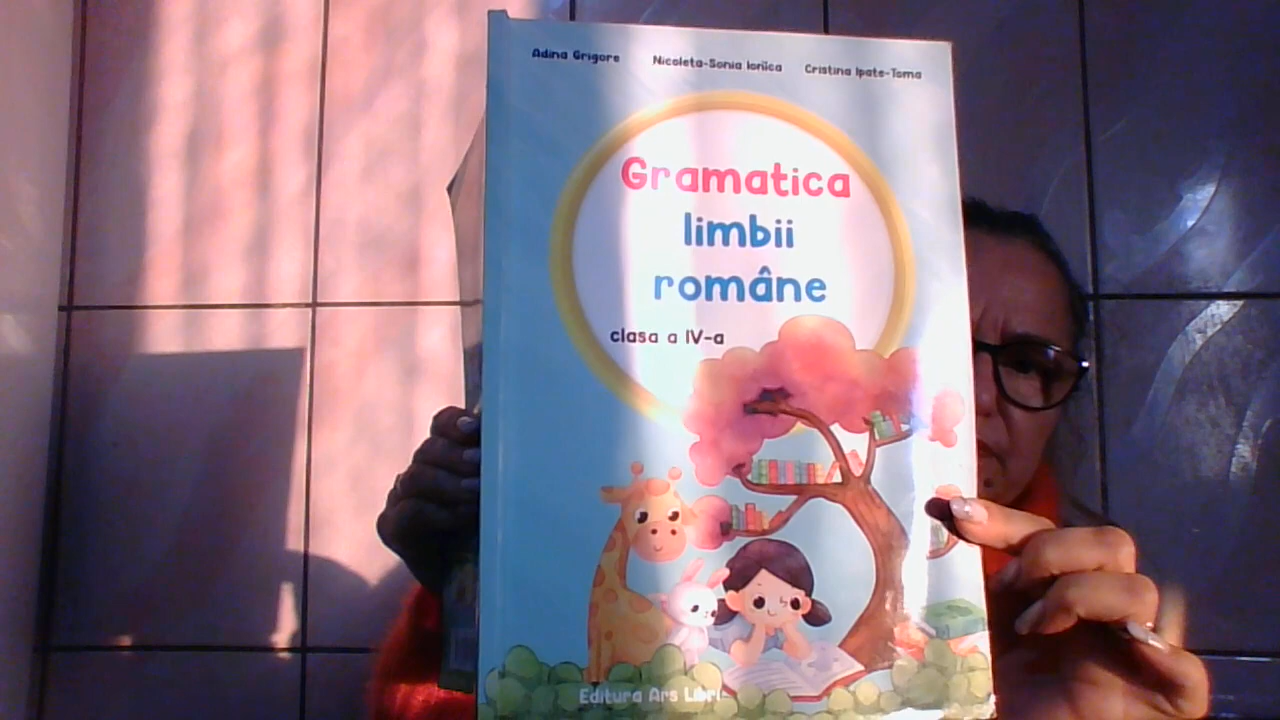 Adina Grigore Nicoleta-Sonia Ioniica Cristina Ipate-Toma
Gramatica
limbii
române
clasa a IV-a
Editura Ars Libri